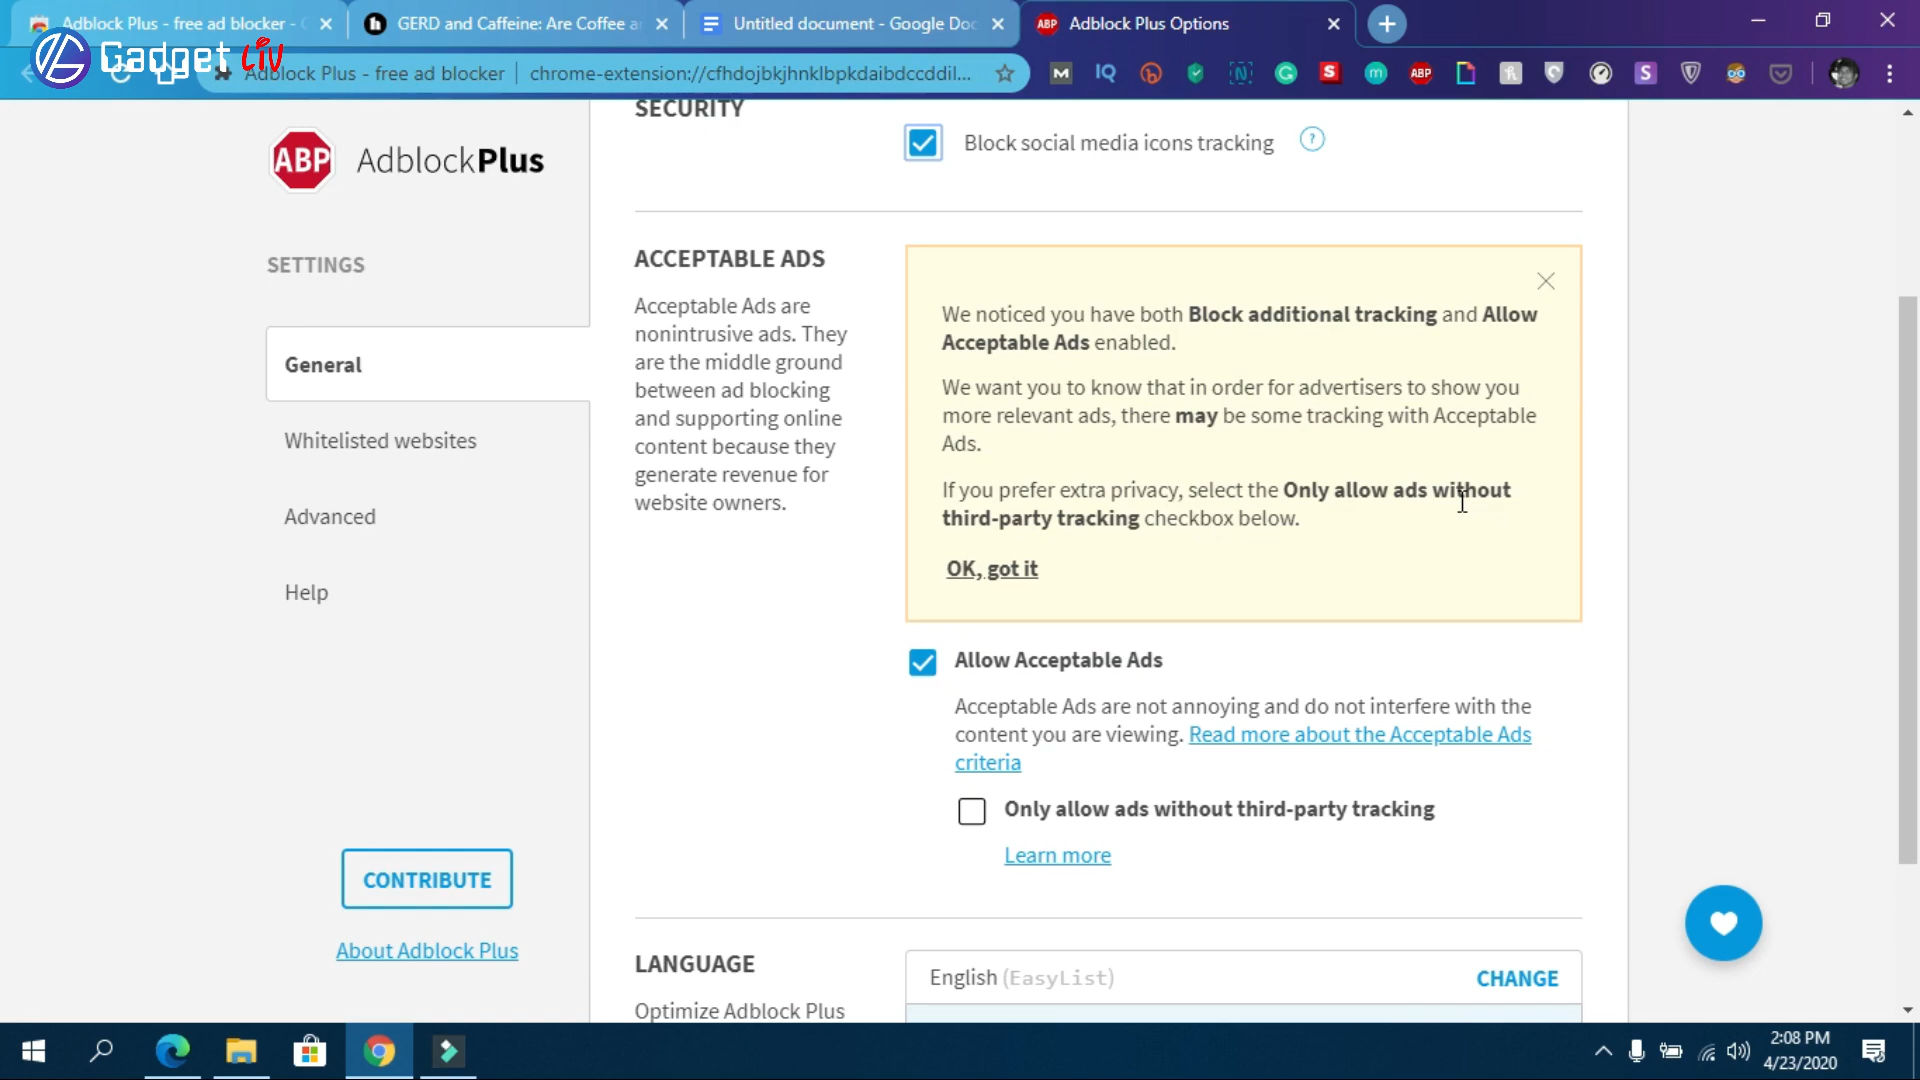 Adblock Plus - free ad blocker - 
GERD and Caffeine: Are Coffee
Untitled document - Google Doc
ABP Adblock Plus Options
Gadget Liv
Adblock Plus - free ad blocker
chrome-extension://cfhdojbkjhnklbpkdaibdccddil...
ABP
AdblockPlus
SETTINGS
General
Whitelisted websites
Advanced
Help
CONTRIBUTE
About Adblock Plus
SECURITY
Block social media icons tracking
?
ACCEPTABLE ADS
Acceptable Ads are
nonintrusive ads. They
are the middle ground
between ad blocking
and supporting online
content because they
generate revenue for
website owners.
We noticed you have both Block additional tracking and Allow
Acceptable Ads enabled.
We want you to know that in order for advertisers to show you
more relevant ads, there may be some tracking with Acceptable
Ads.
If you prefer extra privacy, select the Only allow ads without
third-party tracking checkbox below.
OK, got it
Allow Acceptable Ads
Acceptable Ads are not annoying and do not interfere with the
content you are viewing. Read more about the Acceptable Ads
criteria
Only allow ads without third-party tracking
Learn more
LANGUAGE
Optimize Adblock Plus
English (EasyList)
CHANGE
2:08 PM
4/23/2020